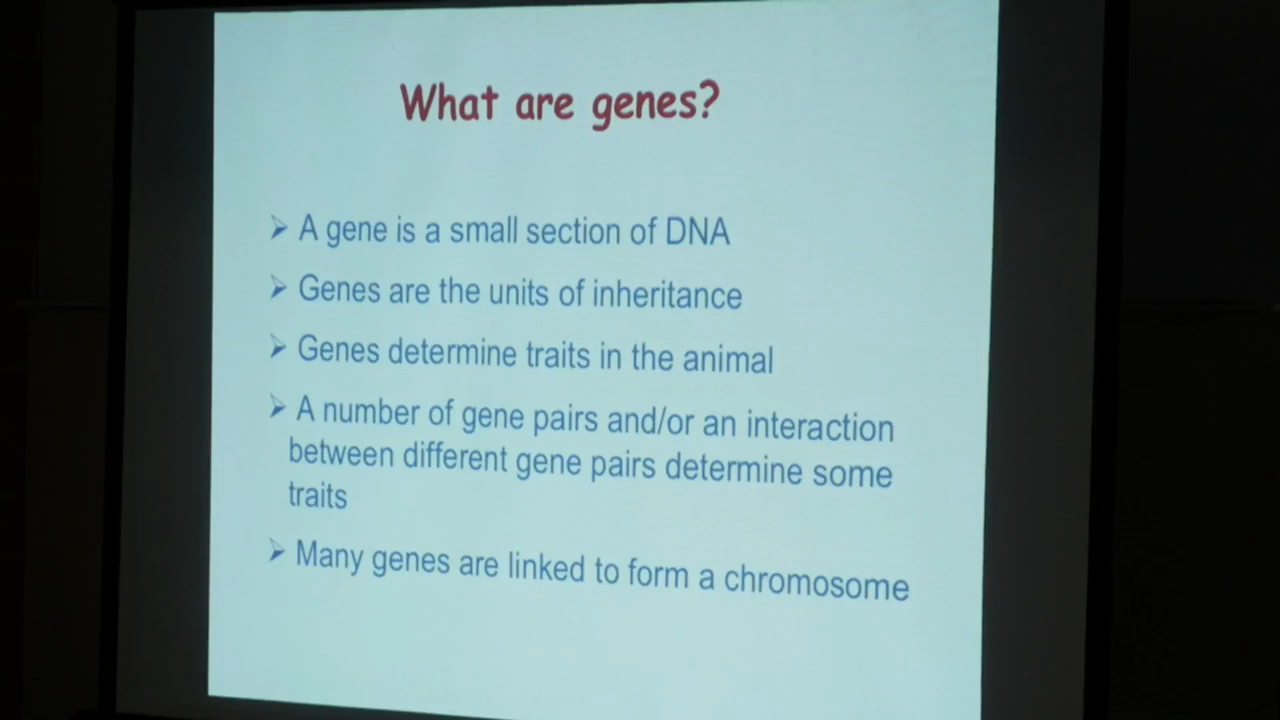 What are genes?
➢ A gene is a small section of DNA
➢ Genes are the units of inheritance
➢ Genes determine traits in the animal
➢ A number of gene pairs and/or an interaction
between different gene pairs determine some
traits
➢ Many genes are linked to form a chromosome